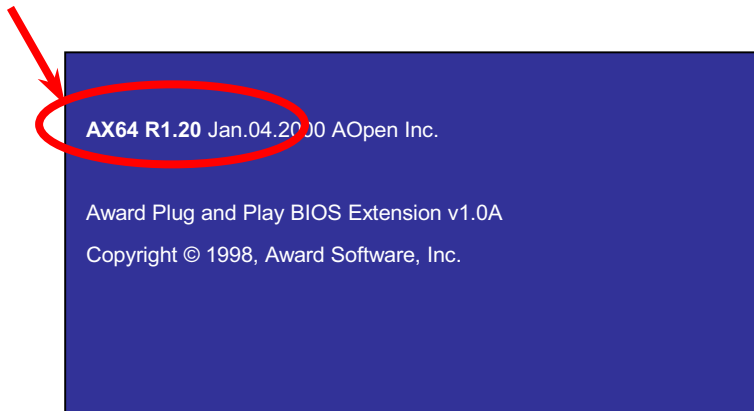 AX64 R1.20 Jan.04.2000 AOpen Inc.
Award Plug and Play BIOS Extension v1.0A
Copyright © 1998, Award Software, Inc.